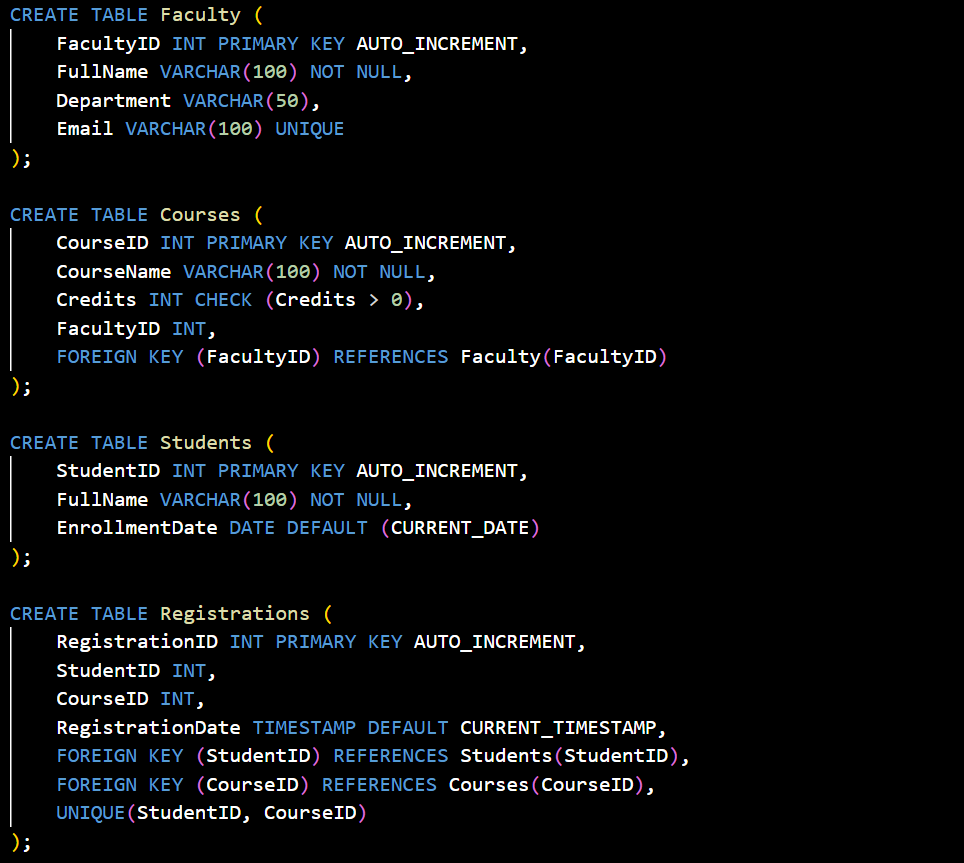 CREATE TABLE Faculty (
    FacultyID INT PRIMARY KEY AUTO_INCREMENT,
    FullName VARCHAR(100) NOT NULL,
    Department VARCHAR(50),
    Email VARCHAR(100) UNIQUE
);

CREATE TABLE Courses (
    CourseID INT PRIMARY KEY AUTO_INCREMENT,
    CourseName VARCHAR(100) NOT NULL,
    Credits INT CHECK (Credits > 0),
    FacultyID INT,
    FOREIGN KEY (FacultyID) REFERENCES Faculty(FacultyID)
);

CREATE TABLE Students (
    StudentID INT PRIMARY KEY AUTO_INCREMENT,
    FullName VARCHAR(100) NOT NULL,
    EnrollmentDate DATE DEFAULT (CURRENT_DATE)
);

CREATE TABLE Registrations (
    RegistrationID INT PRIMARY KEY AUTO_INCREMENT,
    StudentID INT,
    CourseID INT,
    RegistrationDate TIMESTAMP DEFAULT CURRENT_TIMESTAMP,
    FOREIGN KEY (StudentID) REFERENCES Students(StudentID),
    FOREIGN KEY (CourseID) REFERENCES Courses(CourseID),
    UNIQUE(StudentID, CourseID)
);